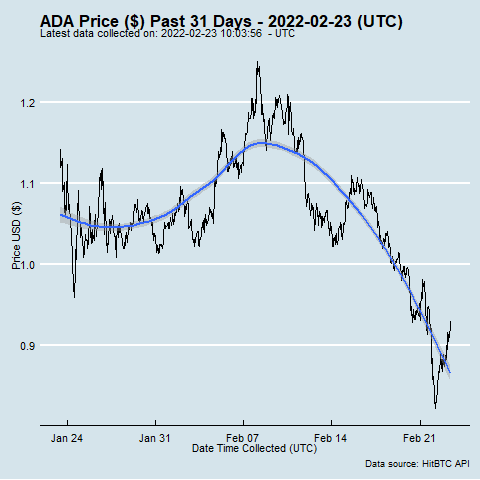 ADA Price ($) Past 31 Days - 2022-02-23 (UTC)
Latest data collected on: 2022-02-23 10:03:56  - UTC
1.2
1.1
1.0
0.9
Price USD ($)
Jan 24 Jan 31 Feb 07 Feb 14 Feb 21
Date Time Collected (UTC)
Data source: HitBTC API